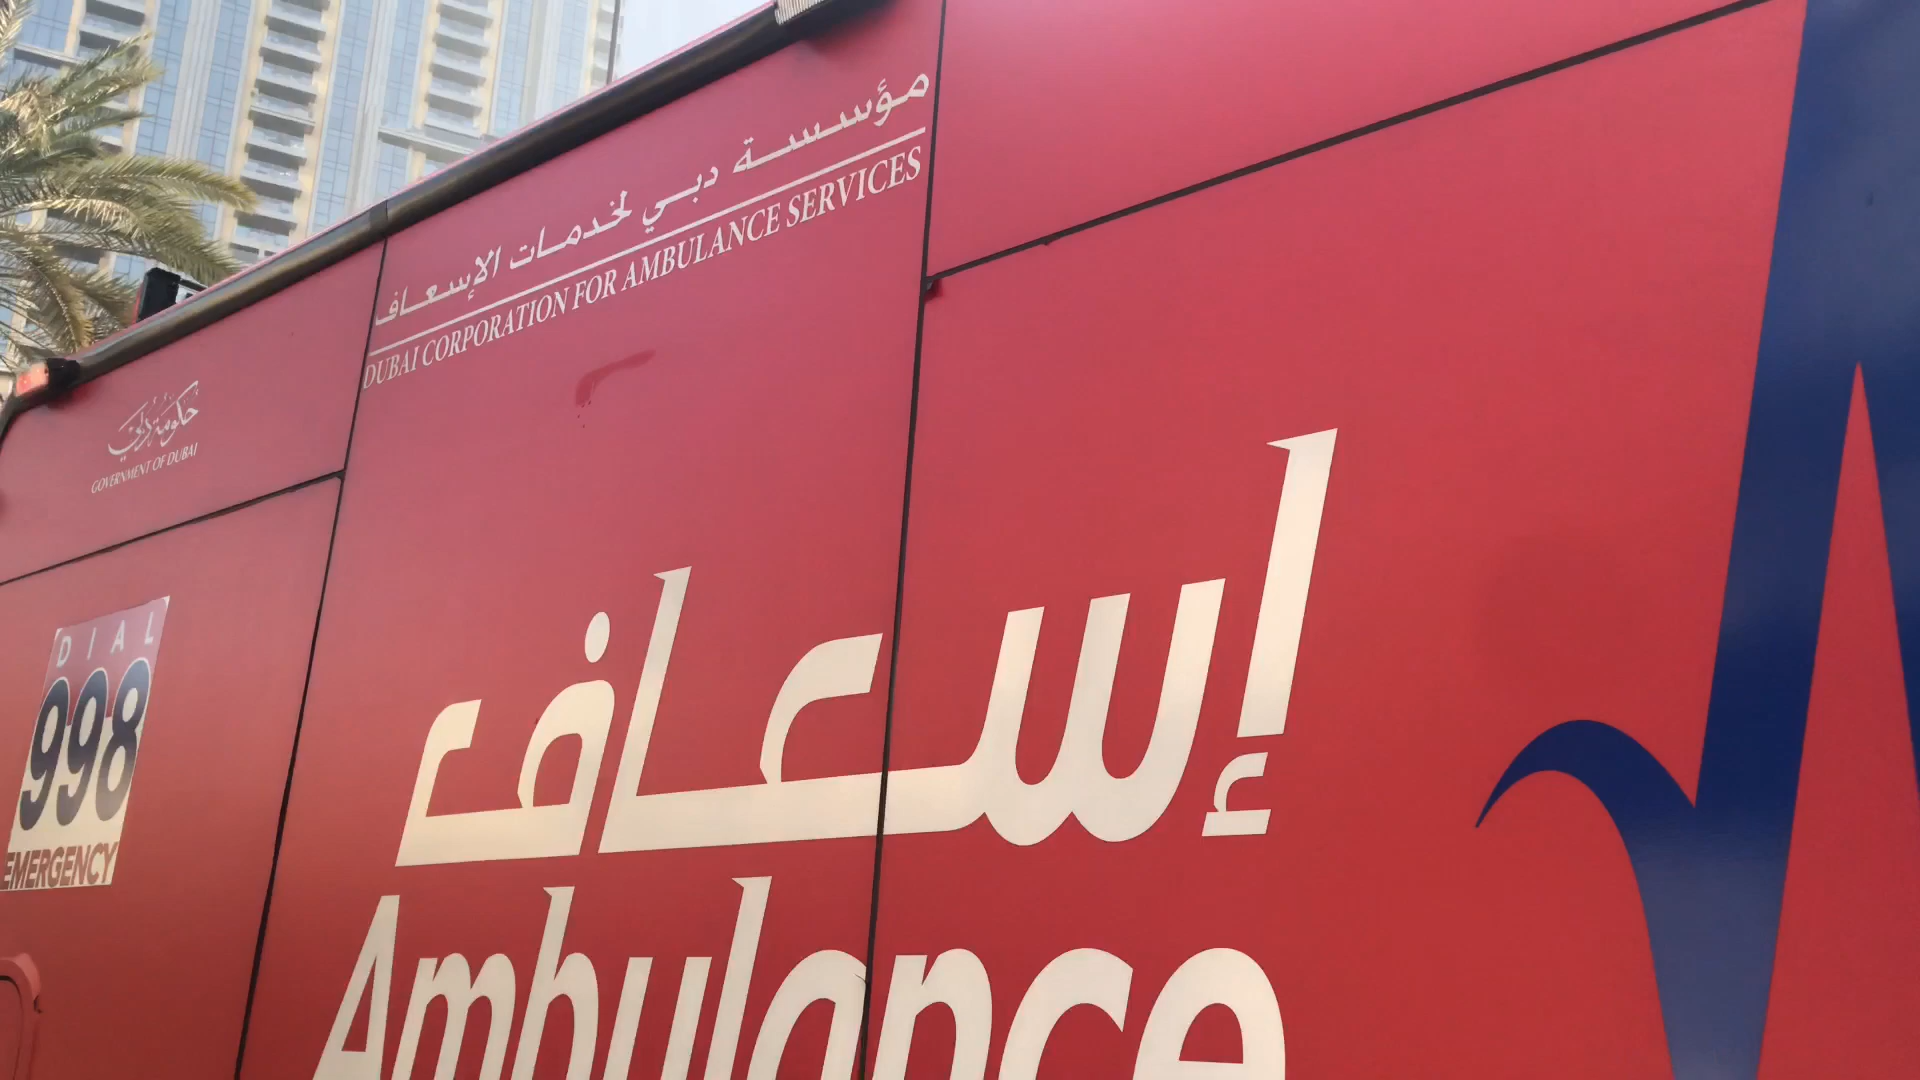 مؤسسة دبي لخدمات الإسعاف
DUBAI CORPORATION FOR AMBULANCE SERVICES
حكومة دبي
GOVERNMENT OF DUBAI
DIAL
998
EMERGENCY
إسعاف
Ambulance